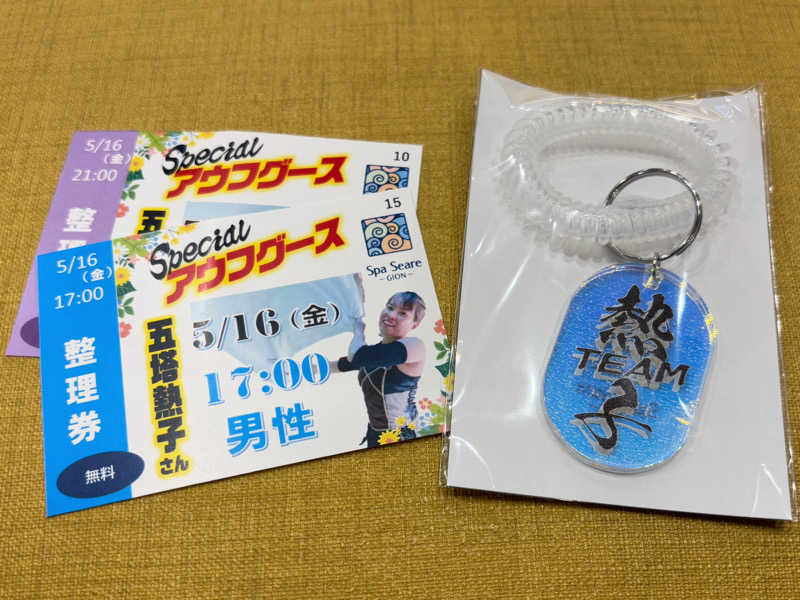 5/16
(金)
21:00
整理
Special
アウフグース
10
五
5/16
(金)
17:00
整理券
無料
Special
アウフグース
15
Spa Seare
-GION-
五塔熱子さん
5/16(金)
17:00
男性
熱
TEAM
子